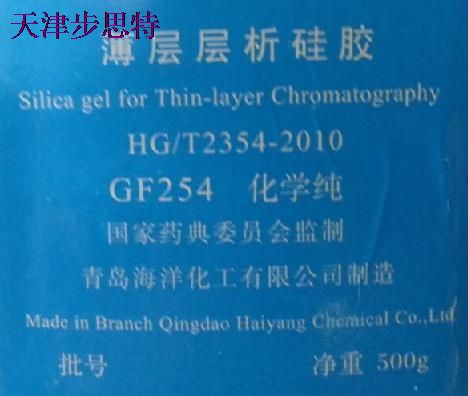 天津步思特
薄层层析硅胶
Silica gel for Thin-layer Chromatography
HG/T2354-2010
GF254 化学纯
国家药典委员会监制
青岛海洋化工有限公司制造
Made in Branch Qingdao Haiyang Chemical Co.,Ltd
批号 净重 500g